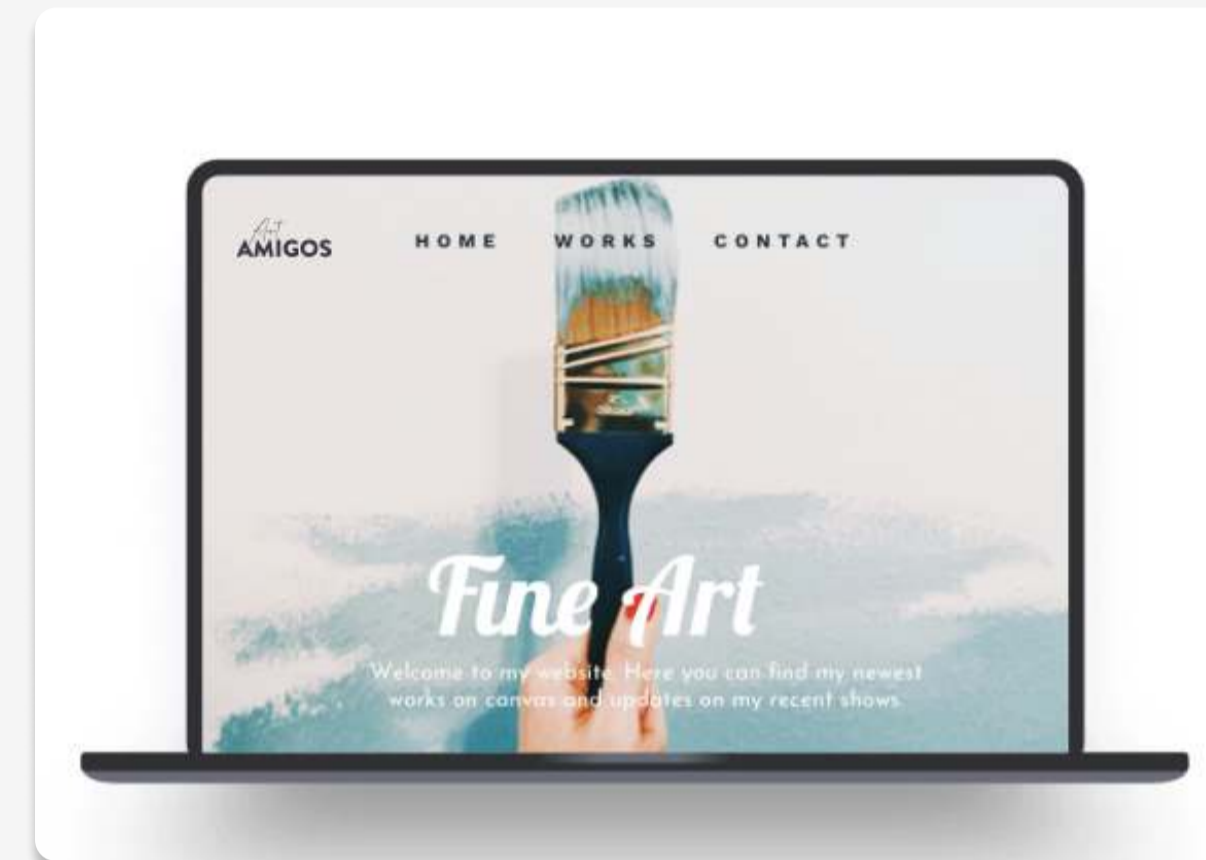 Art
AMIGOS
HOME WORKS CONTACT
Fine Art
Welcome to my website. Here you can find my newest
works on canvas and updates on my recent shows.